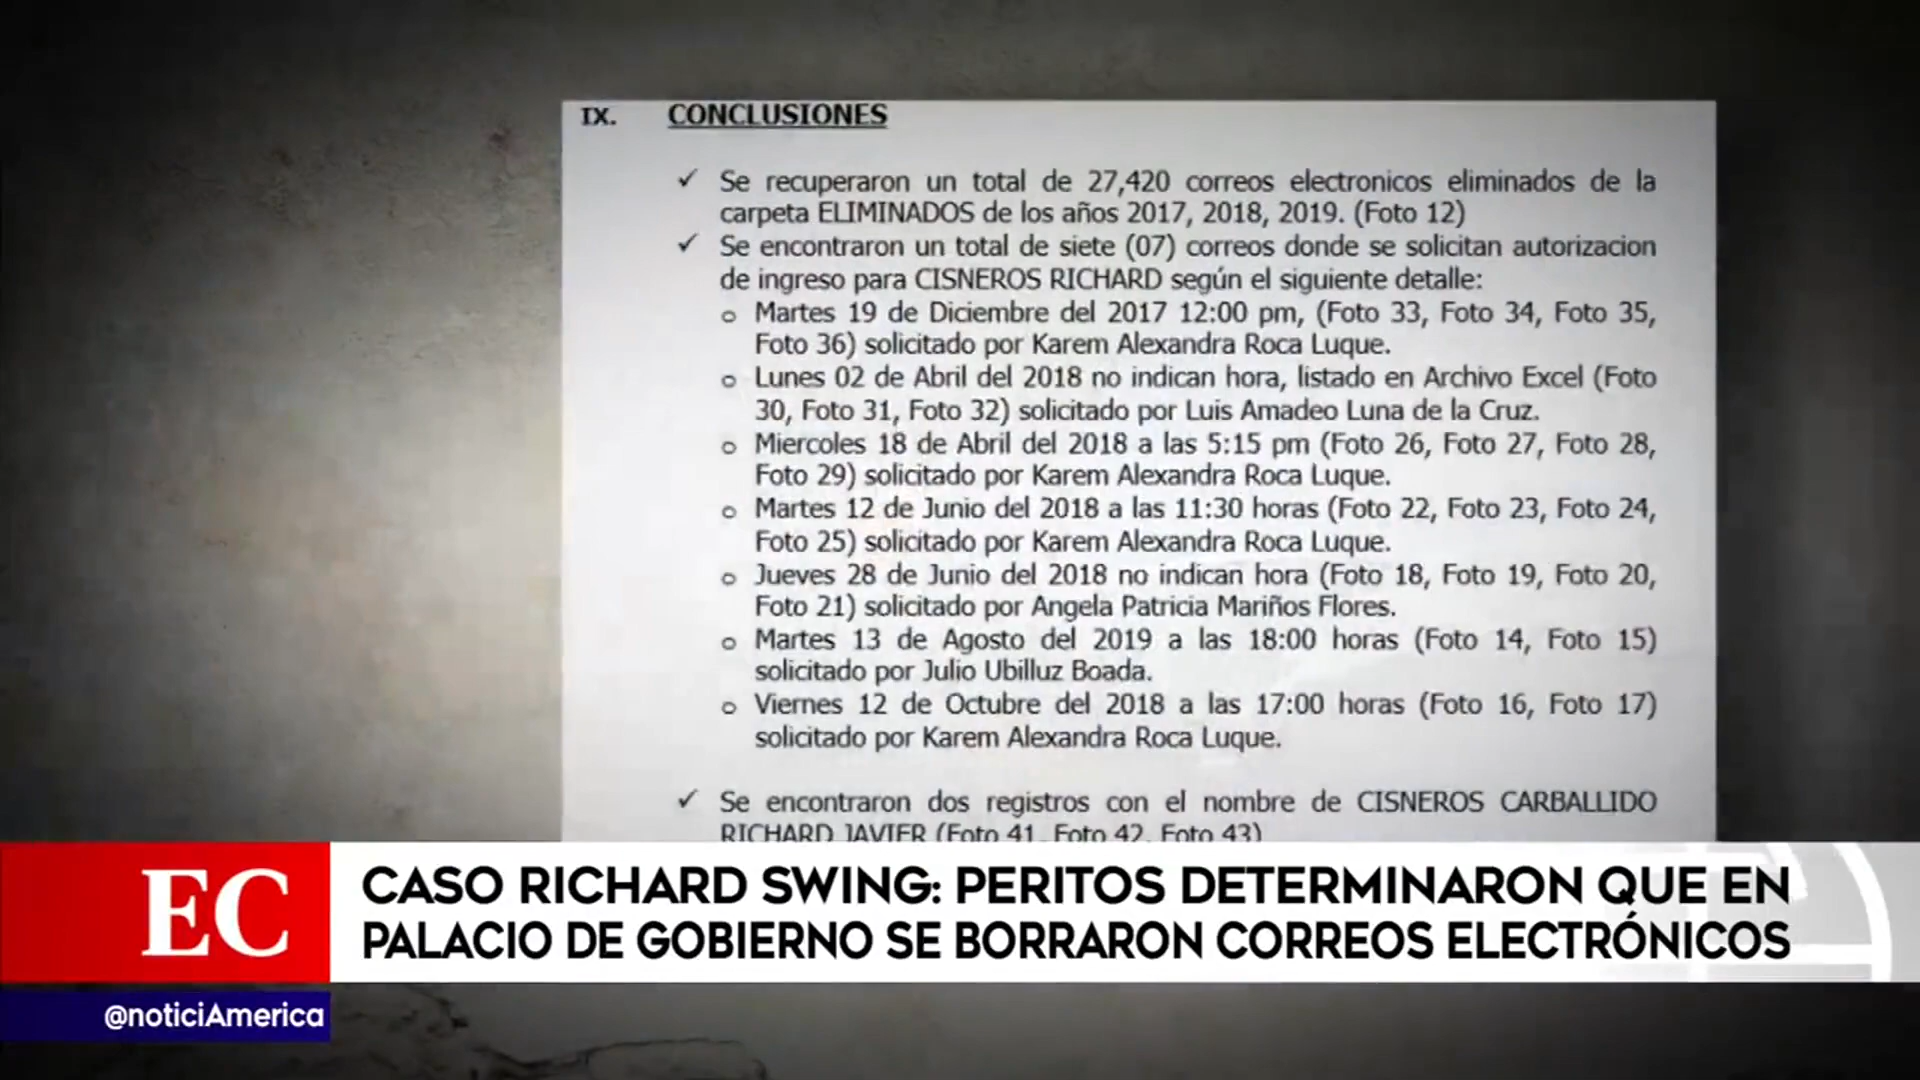 IX. CONCLUSIONES
✓ Se recuperaron un total de 27,420 correos electronicos eliminados de la
carpeta ELIMINADOS de los años 2017, 2018, 2019. (Foto 12)
✓ Se encontraron un total de siete (07) correos donde se solicitan autorizacion
de ingreso para CISNEROS RICHARD según el siguiente detalle:
o Martes 19 de Diciembre del 2017 12:00 pm, (Foto 33, Foto 34, Foto 35,
Foto 36) solicitado por Karem Alexandra Roca Luque.
o Lunes 02 de Abril del 2018 no indican hora, listado en Archivo Excel (Foto
30, Foto 31, Foto 32) solicitado por Luis Amadeo Luna de la Cruz.
o Miercoles 18 de Abril del 2018 a las 5:15 pm (Foto 26, Foto 27, Foto 28,
Foto 29) solicitado por Karem Alexandra Roca Luque.
o Martes 12 de Junio del 2018 a las 11:30 horas (Foto 22, Foto 23, Foto 24,
Foto 25) solicitado por Karem Alexandra Roca Luque.
o Jueves 28 de Junio del 2018 no indican hora (Foto 18, Foto 19, Foto 20,
Foto 21) solicitado por Angela Patricia Mariños Flores.
o Martes 13 de Agosto del 2019 a las 18:00 horas (Foto 14, Foto 15)
solicitado por Julio Ubilluz Boada.
o Viernes 12 de Octubre del 2018 a las 17:00 horas (Foto 16, Foto 17)
solicitado por Karem Alexandra Roca Luque.
✓ Se encontraron dos registros con el nombre de CISNEROS CARBALLIDO
RICHARD JAVIER (Foto 41, Foto 42, Foto 43)
EC
CASO RICHARD SWING: PERITOS DETERMINARON QUE EN
PALACIO DE GOBIERNO SE BORRARON CORREOS ELECTRÓNICOS
@noticiAmerica